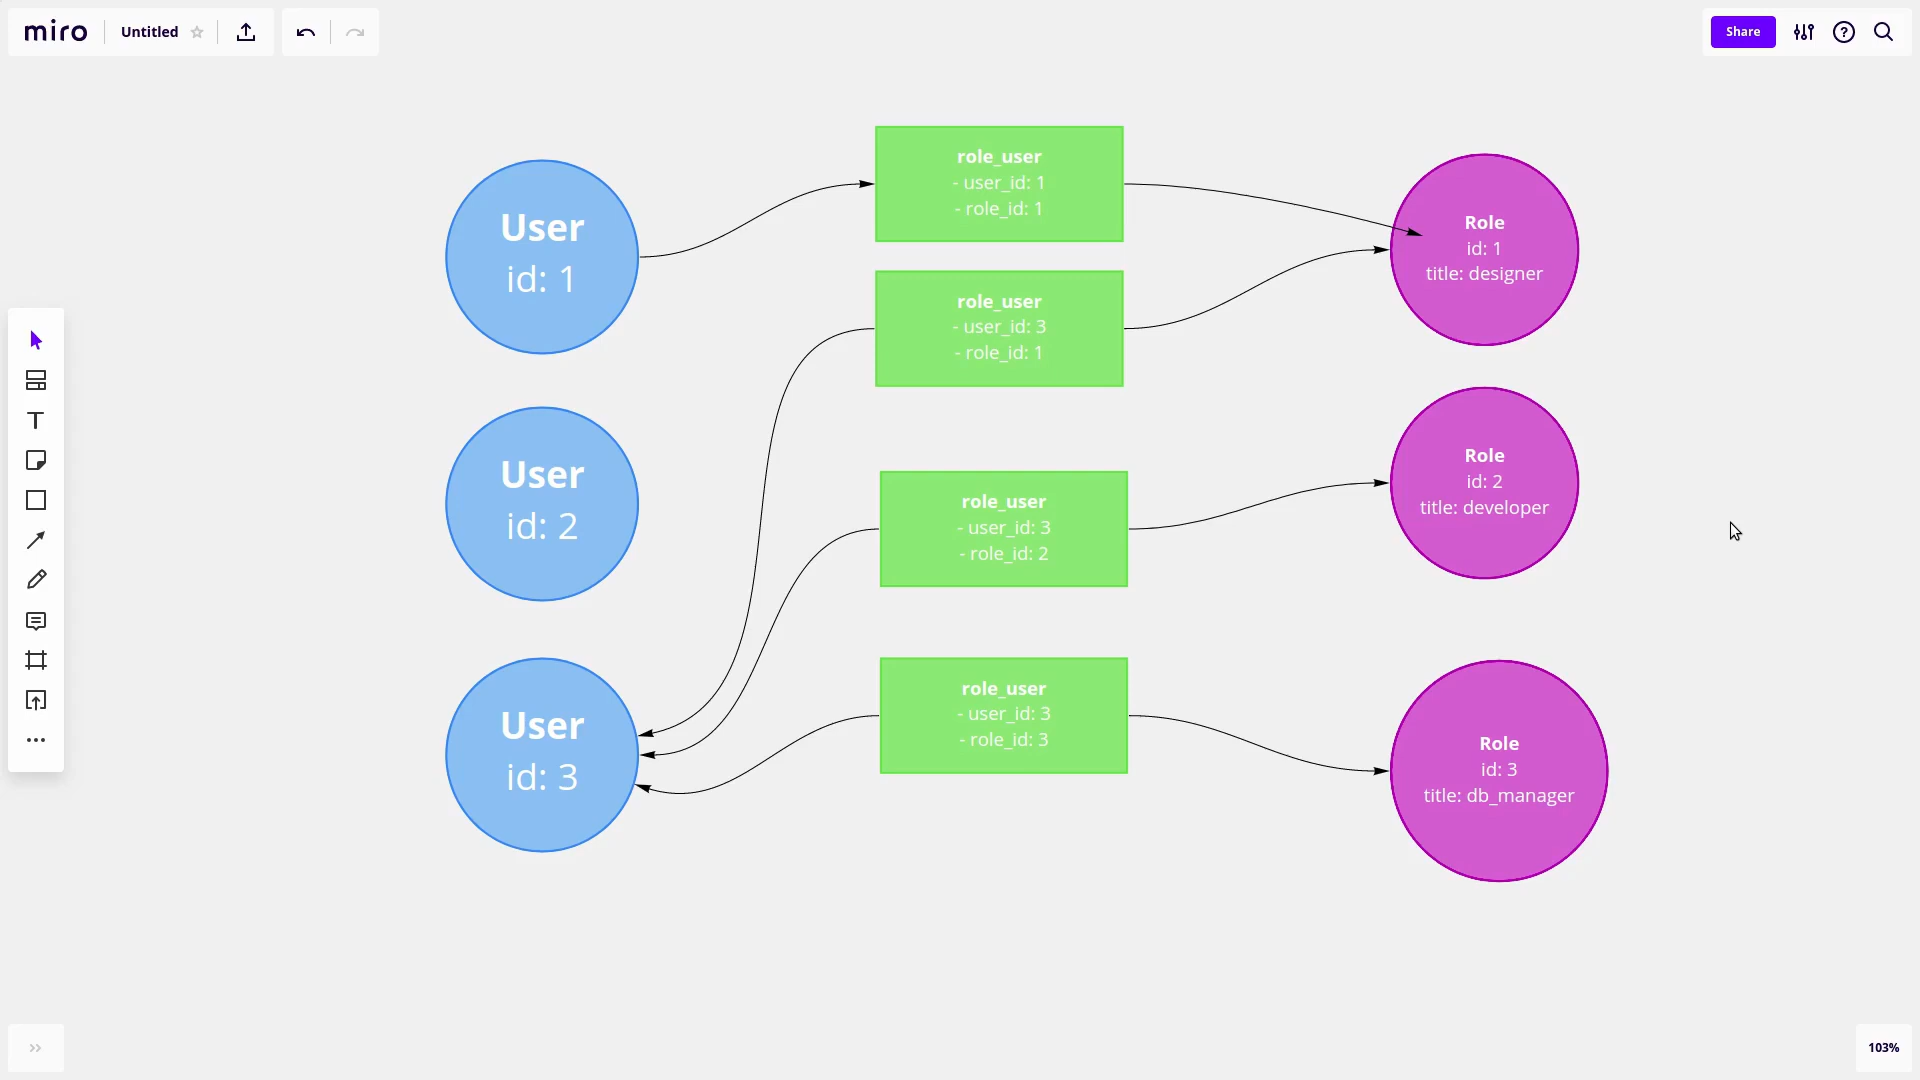 miro
Untitled
Share
User
id: 1
User
id: 2
User
id: 3
role_user
- user_id: 1
- role_id: 1
role_user
- user_id: 3
- role_id: 1
role_user
- user_id: 3
- role_id: 2
role_user
- user_id: 3
- role_id: 3
Role
id: 1
title: designer
Role
id: 2
title: developer
Role
id: 3
title: db_manager
103%